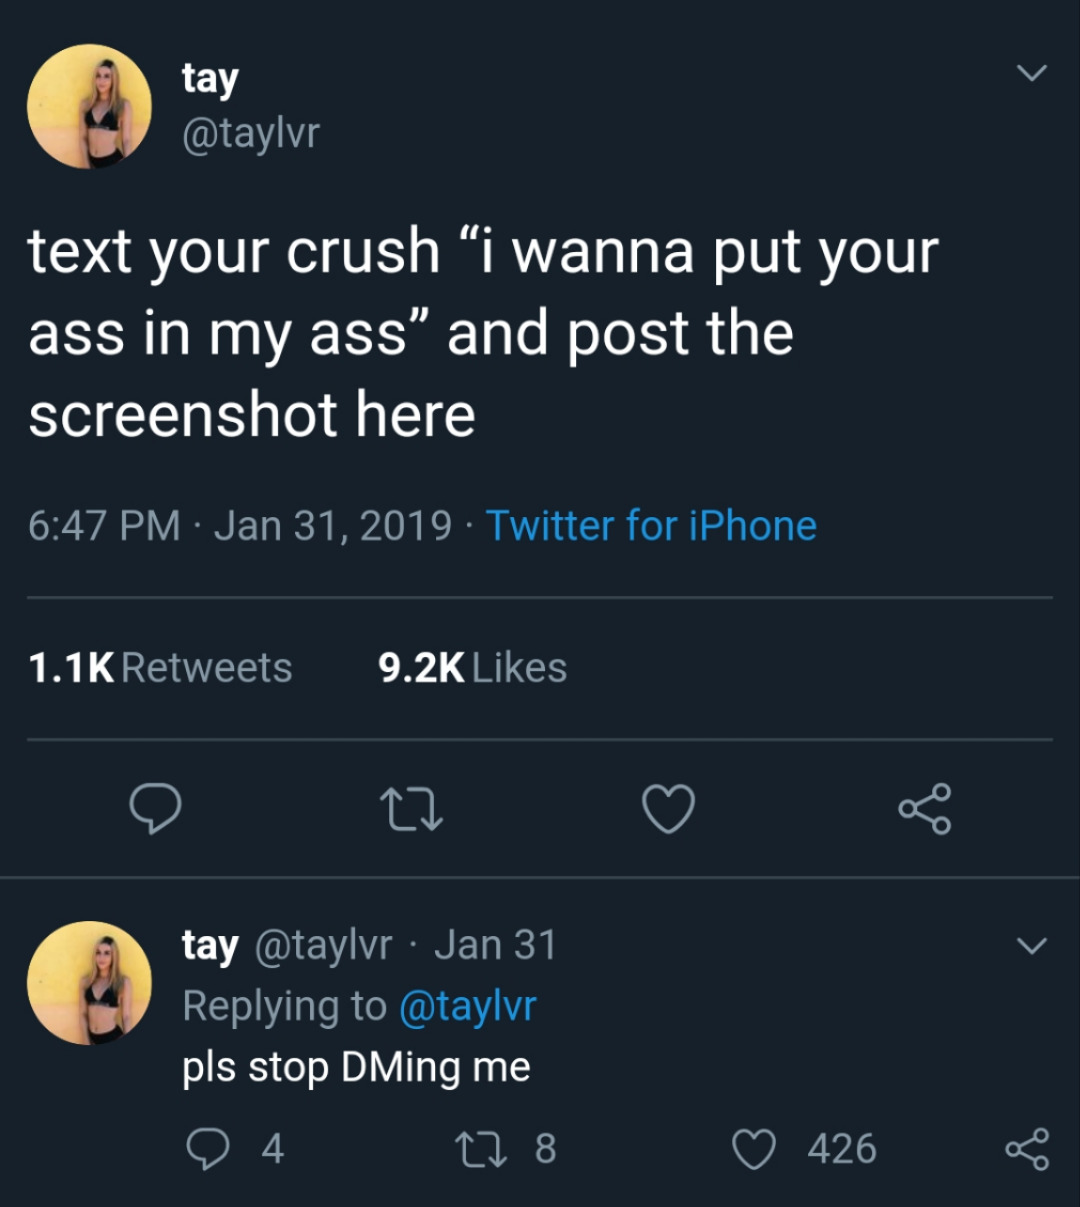 tay
@taylvr
text your crush “i wanna put your
ass in my ass” and post the
screenshot here
6:47 PM · Jan 31, 2019 · Twitter for iPhone
1.1K Retweets 9.2K Likes
tay @taylvr · Jan 31
Replying to @taylvr
pls stop DMing me
4 8 426